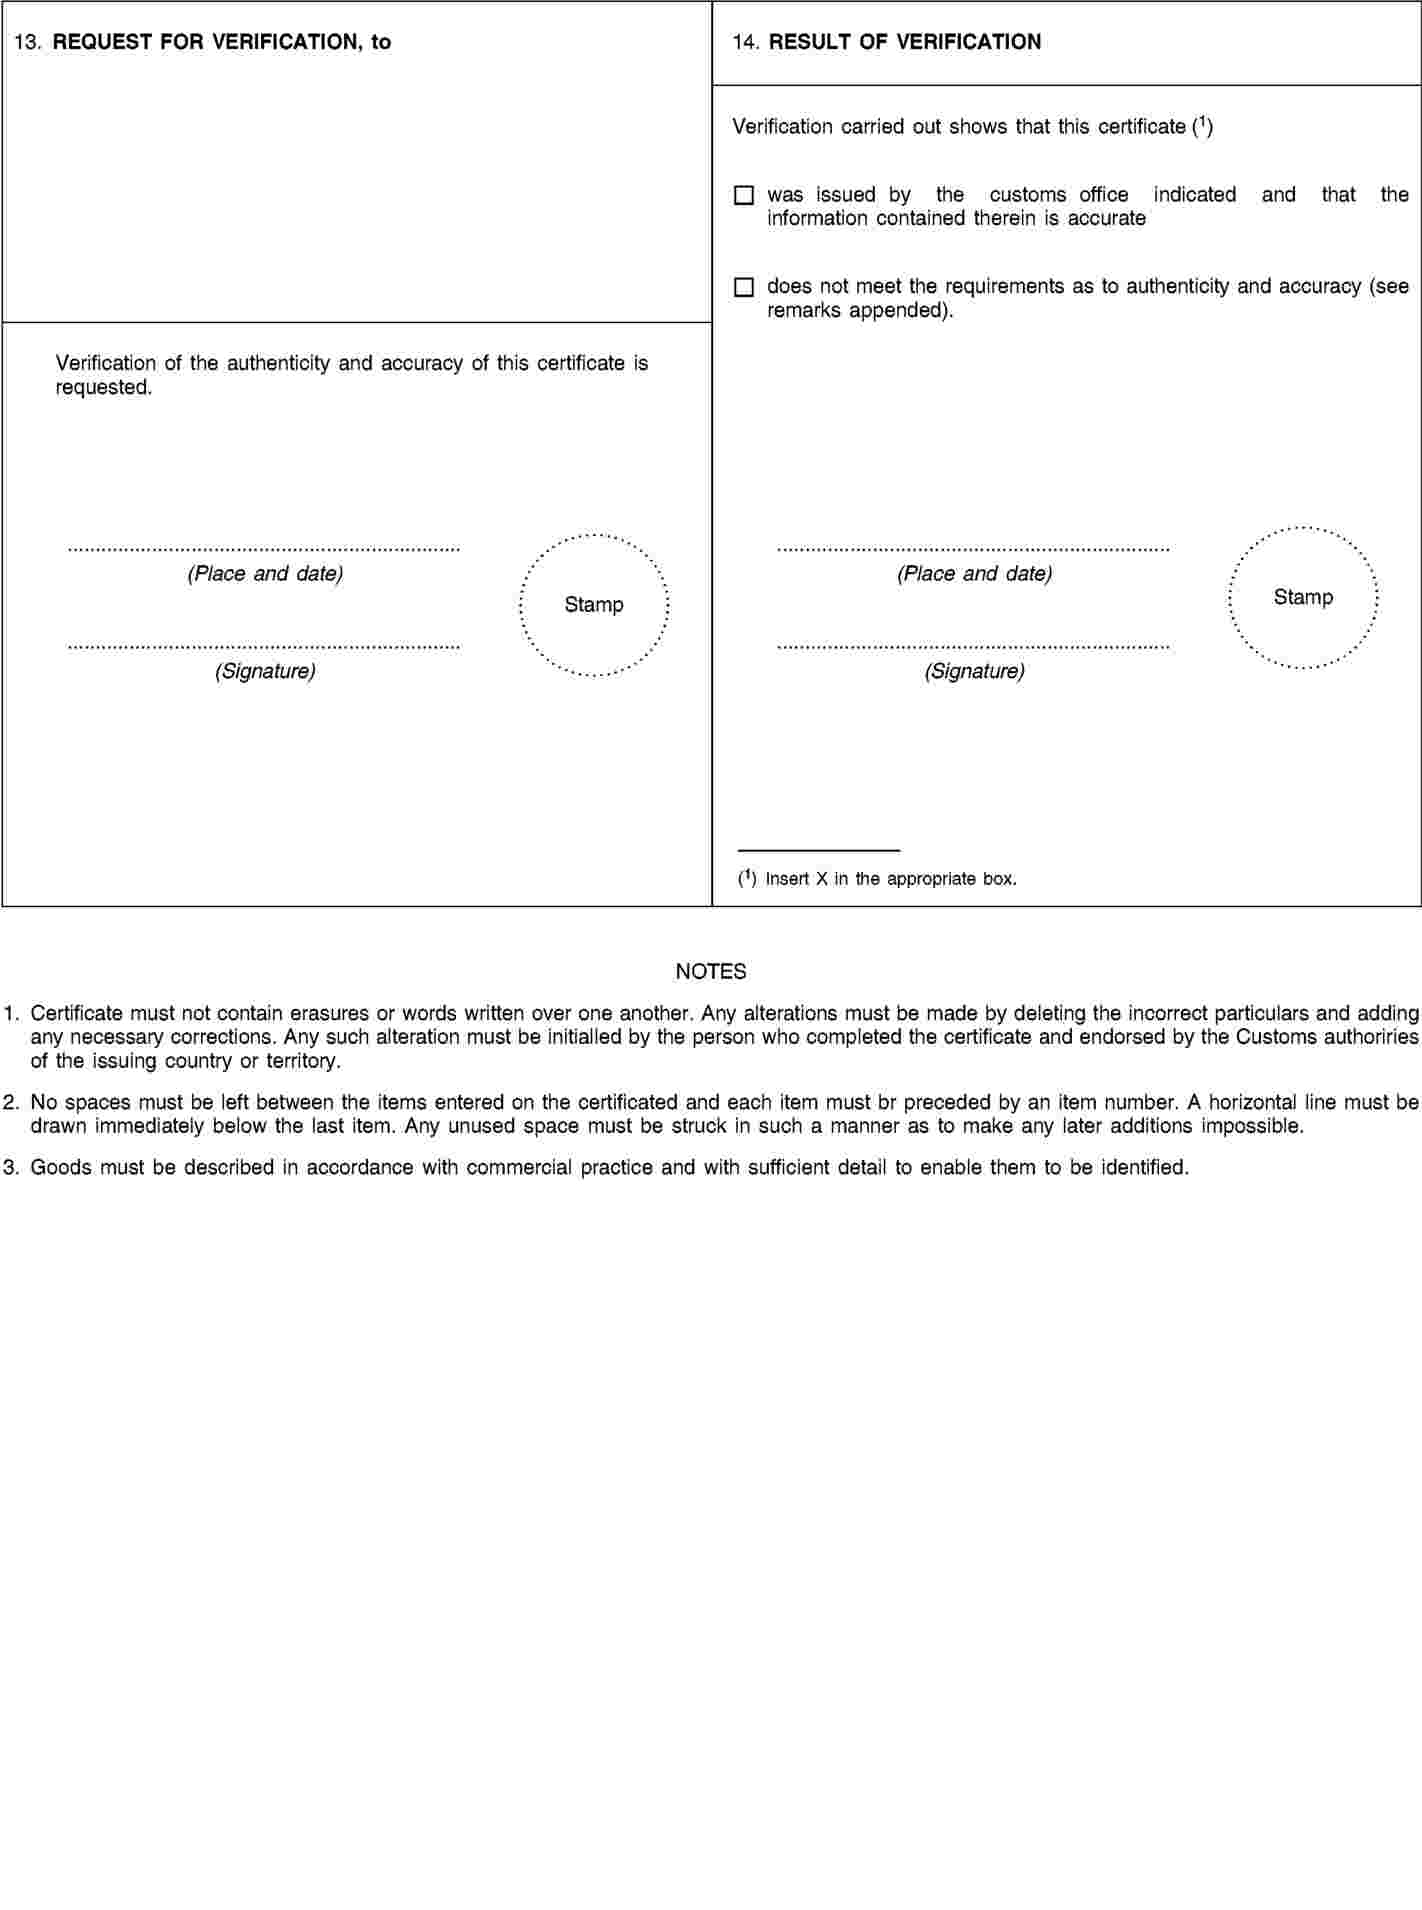 13. REQUEST FOR VERIFICATION, to
Verification of the authenticity and accuracy of this certificate is
requested.
(Place and date)
Stamp
(Signature)
14. RESULT OF VERIFICATION
Verification carried out shows that this certificate (1)
was issued by the customs office indicated and that the
information contained therein is accurate
does not meet the requirements as to authenticity and accuracy (see
remarks appended).
(Place and date)
Stamp
(Signature)
(1) Insert X in the appropriate box.
NOTES
1. Certificate must not contain erasures or words written over one another. Any alterations must be made by deleting the incorrect particulars and adding
any necessary corrections. Any such alteration must be initialled by the person who completed the certificate and endorsed by the Customs authoriries
of the issuing country or territory.
2. No spaces must be left between the items entered on the certificated and each item must br preceded by an item number. A horizontal line must be
drawn immediately below the last item. Any unused space must be struck in such a manner as to make any later additions impossible.
3. Goods must be described in accordance with commercial practice and with sufficient detail to enable them to be identified.